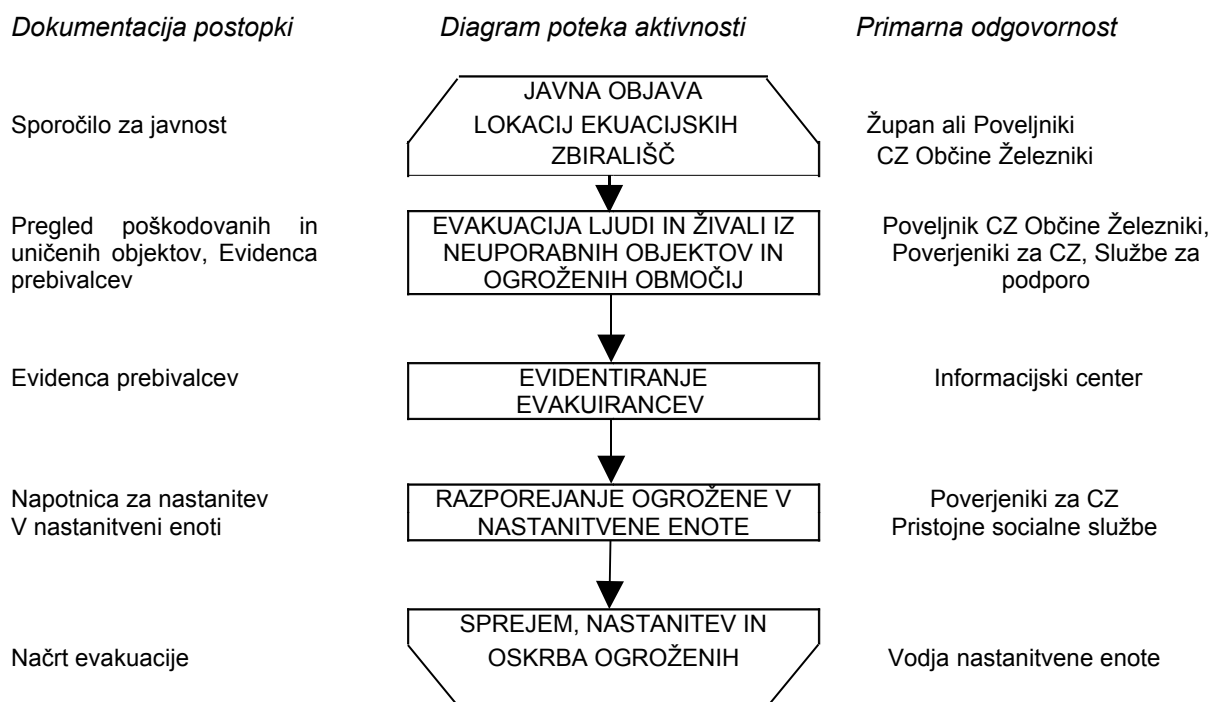 Dokumentacija postopki
Diagram poteka aktivnosti
Primarna odgovornost
Sporočilo za javnost
JAVNA OBJAVA
LOKACIJ EKUACIJSKIH
ZBIRALIŠČ
Župan ali Poveljniki
CZ Občine Železniki
Pregled poškodovanih in
uničenih objektov, Evidenca
prebivalcev
EVAKUACIJA LJUDI IN ŽIVALI IZ
NEUPORABNIH OBJEKTOV IN
OGROŽENIH OBMOČIJ
Poveljnik CZ Občine Železniki,
Poverjeniki za CZ, Službe za
podporo
Evidenca prebivalcev
EVIDENTIRANJE
EVAKUIRANCEV
Informacijski center
Napotnica za nastanitev
V nastanitveni enoti
RAZPOREJANJE OGROŽENE V
NASTANITVENE ENOTE
Poverjeniki za CZ
Pristojne socialne službe
Načrt evakuacije
SPREJEM, NASTANITEV IN
OSKRBA OGROŽENIH
Vodja nastanitvene enote